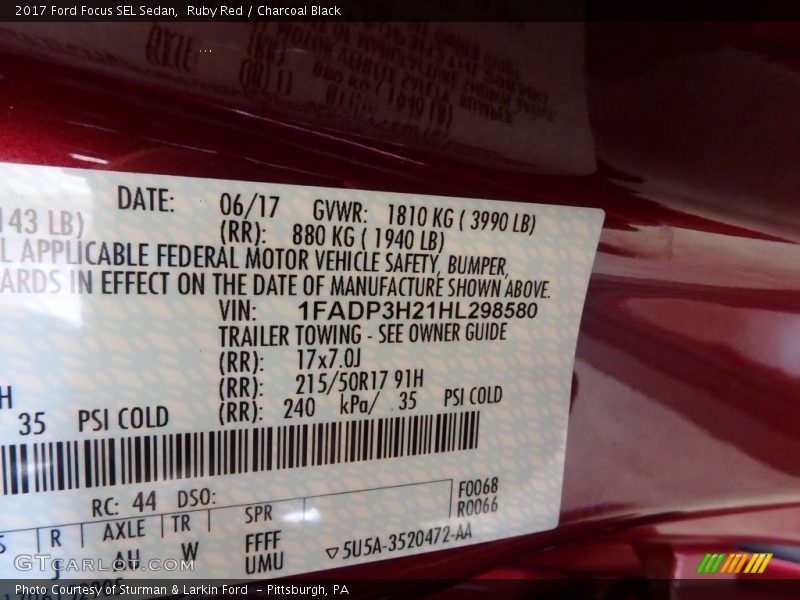 2017 Ford Focus SEL Sedan, Ruby Red / Charcoal Black
DATE: 06/17 GVWR: 1810 KG ( 3990 LB)
143 LB) (RR): 880 KG ( 1940 LB)
L APPLICABLE FEDERAL MOTOR VEHICLE SAFETY, BUMPER,
ARDS IN EFFECT ON THE DATE OF MANUFACTURE SHOWN ABOVE.
VIN: 1FADP3H21HL298580
TRAILER TOWING - SEE OWNER GUIDE
(RR): 17x7.0J
H (RR): 215/50R17 91H
35 PSI COLD (RR): 240 kPa/ 35 PSI COLD
RC: 44 DSO:
F0068
R0066
S R AXLE TR SPR
J AH W FFFF
UMU
▽5U5A-3520472-AA
GTCarLot.com
Photo Courtesy of Sturman & Larkin Ford - Pittsburgh, PA